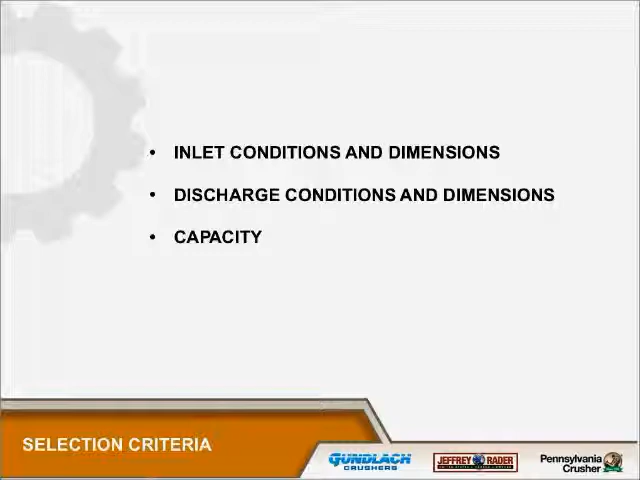 • INLET CONDITIONS AND DIMENSIONS
• DISCHARGE CONDITIONS AND DIMENSIONS
• CAPACITY
SELECTION CRITERIA
GUNDLACH
CRUSHERS
JEFFREY RADER
Pennsylvania
Crusher